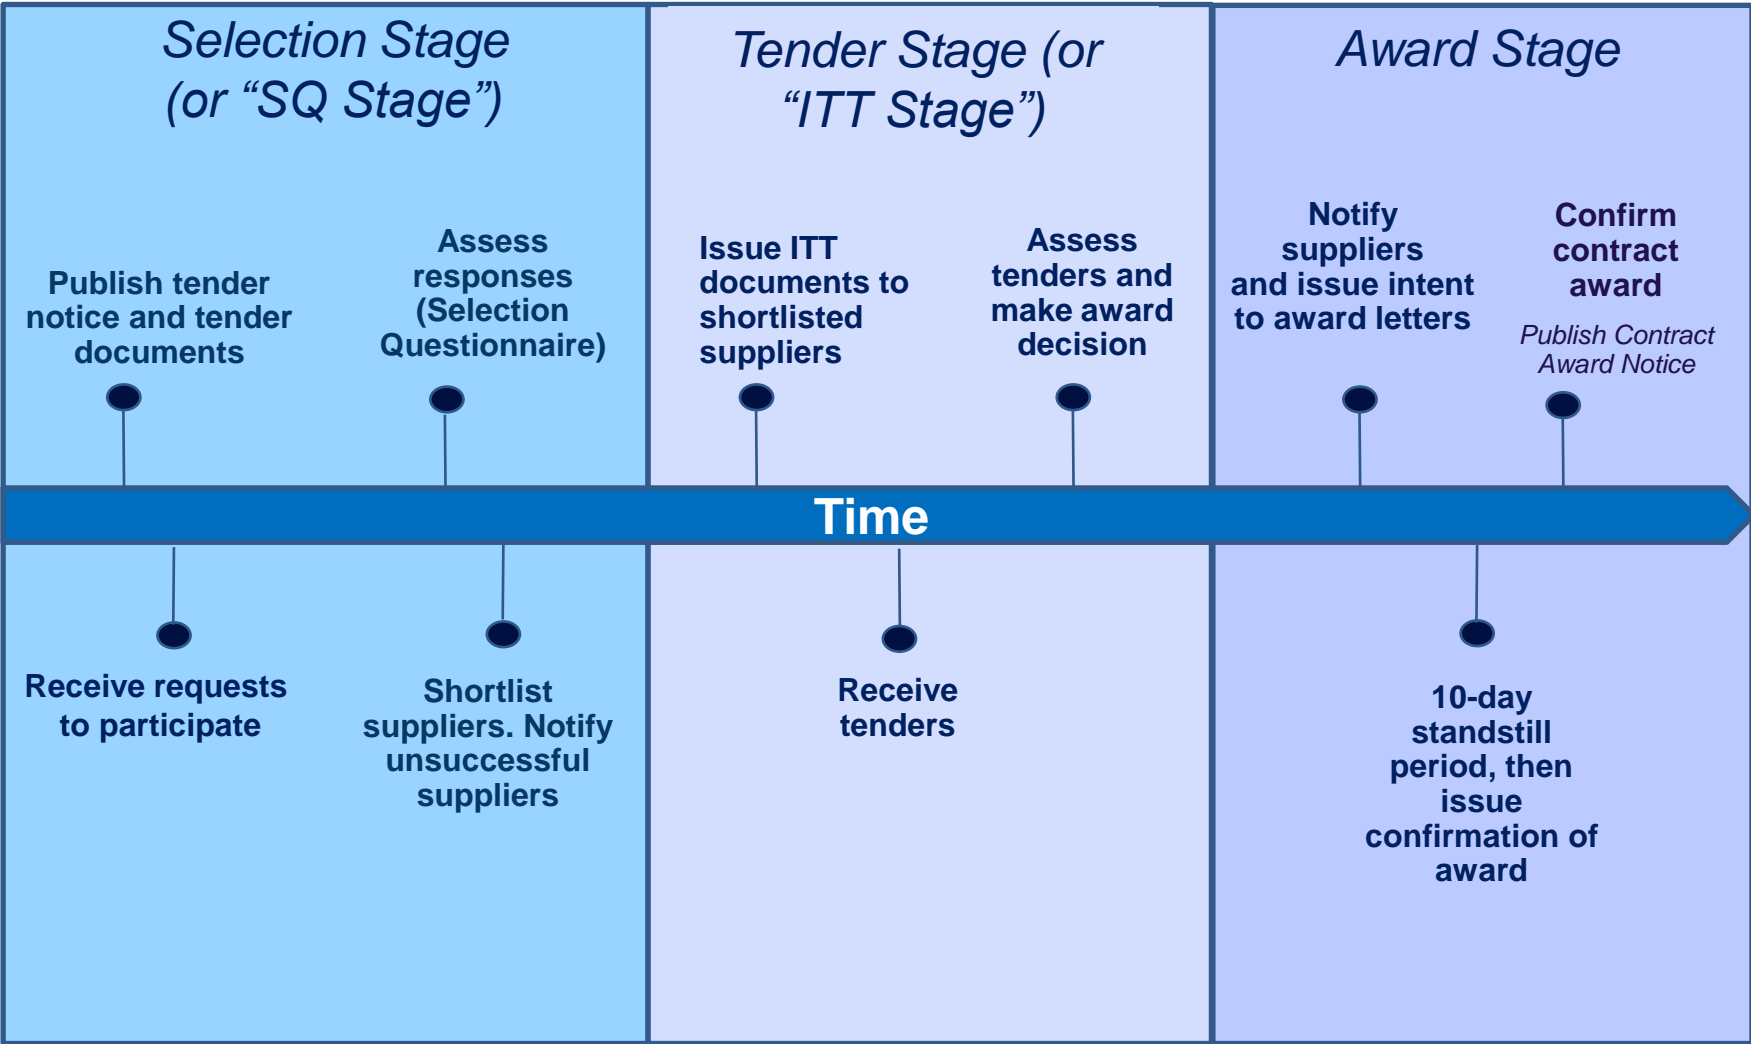 Selection Stage
(or “SQ Stage”)
Tender Stage (or
“ITT Stage”)
Award Stage
Publish tender
notice and tender
documents
Assess
responses
(Selection
Questionnaire)
Issue ITT
documents to
shortlisted
suppliers
Assess
tenders and
make award
decision
Notify
suppliers
and issue intent
to award letters
Confirm
contract
award
Publish Contract
Award Notice
Time
Receive requests
to participate
Shortlist
suppliers. Notify
unsuccessful
suppliers
Receive
tenders
10-day
standstill
period, then
issue
confirmation of
award